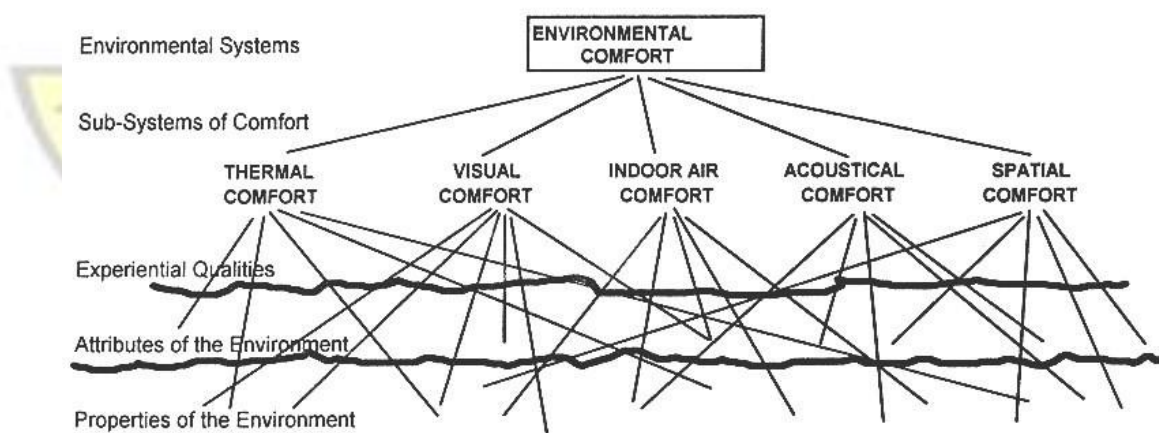 Environmental Systems
ENVIRONMENTAL
COMFORT
Sub-Systems of Comfort
THERMAL
COMFORT
VISUAL
COMFORT
INDOOR AIR
COMFORT
ACOUSTICAL
COMFORT
SPATIAL
COMFORT
Experiential Qualities
Attributes of the Environment
Properties of the Environment